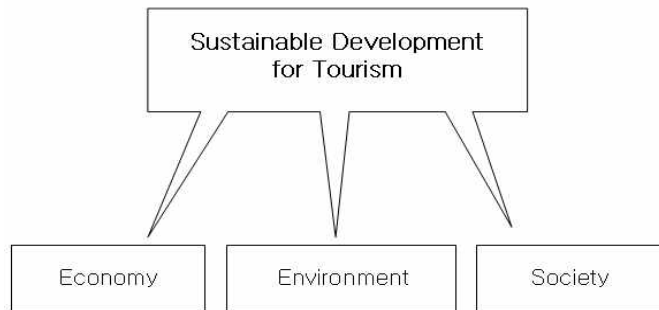 Sustainable Development
for Tourism
Economy
Environment
Society